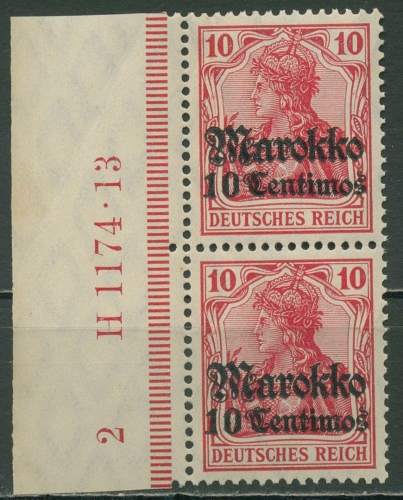 10 10
Marokko
10 Centimos
DEUTSCHES REICH
10 10
Marokko
10 Centimos
DEUTSCHES REICH
2 H 1174·13